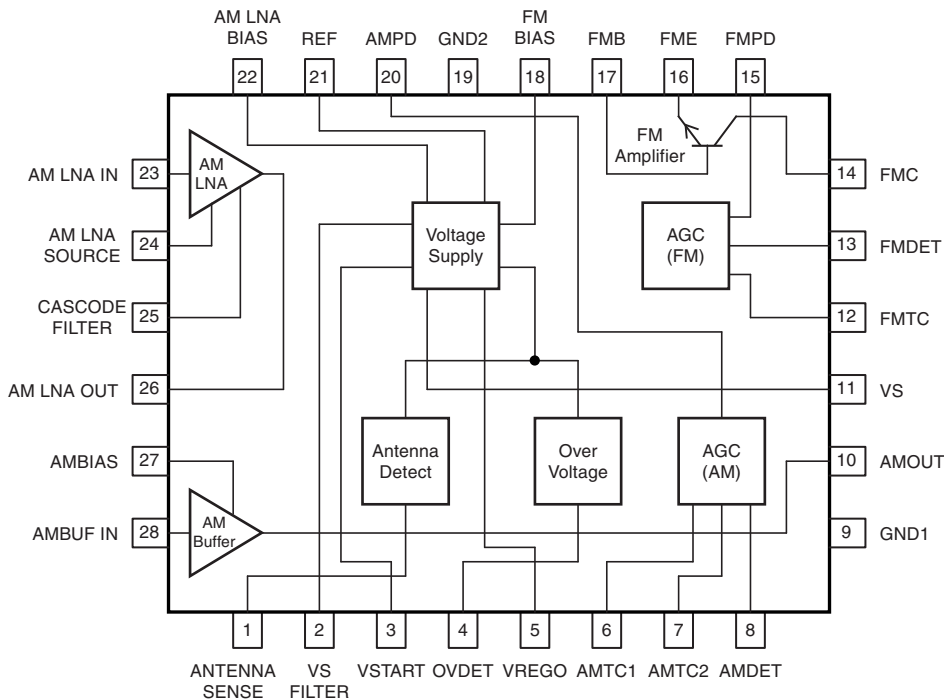 AM LNA
BIAS
REF
AMPD
GND2
FM
BIAS
FMB
FME
FMPD
22
21
20
19
18
17
16
15
FM
Amplifier
AM LNA IN
23
AM
LNA
14
FMC
AM LNA
SOURCE
24
Voltage
Supply
AGC
(FM)
13
FMDET
CASCODE
FILTER
25
12
FMTC
AM LNA OUT
26
11
VS
AMBIAS
27
Antenna
Detect
Over
Voltage
AGC
(AM)
10
AMOUT
AMBUF IN
28
AM
Buffer
9
GND1
1
2
3
4
5
6
7
8
ANTENNA
SENSE
VS
FILTER
VSTART
OVDET
VREGO
AMTC1
AMTC2
AMDET